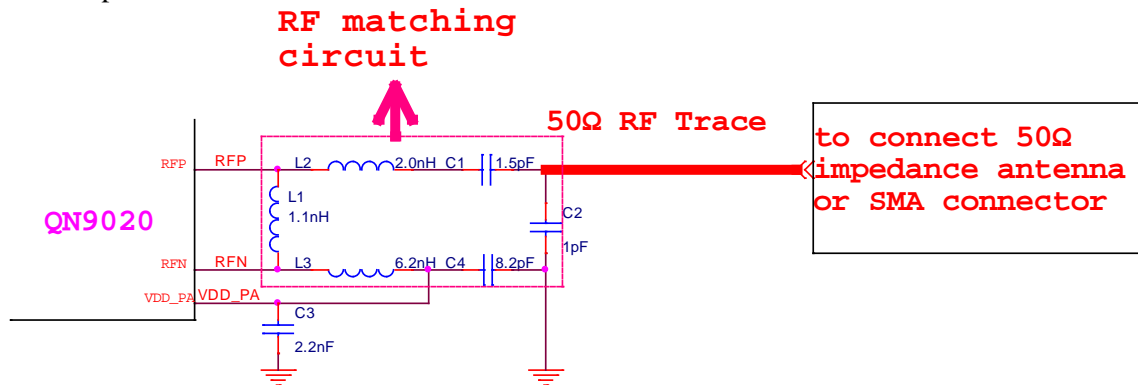 RF matching
circuit
50Ω RF Trace
to connect 50Ω
impedance antenna
or SMA connector
RFP RFP L2 2.0nH C1 1.5pF
L1
1.1nH
QN9020
C2
1pF
RFN RFN L3 6.2nH C4 8.2pF
VDD_PA VDD_PA
C3
2.2nF